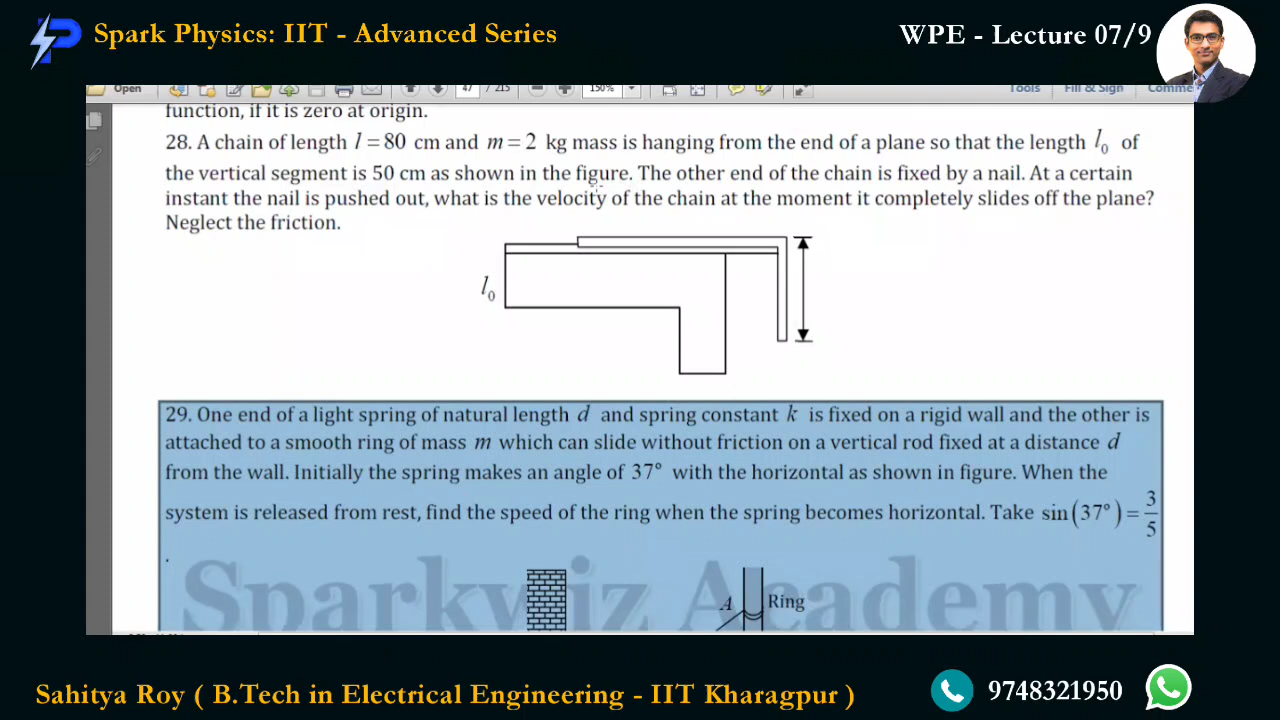 Spark Physics: IIT - Advanced Series
WPE - Lecture 07/9
Open 47 / 215 150% Tools Fill & Sign Comme
function, if it is zero at origin.
28. A chain of length l = 80 cm and m = 2 kg mass is hanging from the end of a plane so that the length l₀ of
the vertical segment is 50 cm as shown in the figure. The other end of the chain is fixed by a nail. At a certain
instant the nail is pushed out, what is the velocity of the chain at the moment it completely slides off the plane?
Neglect the friction.
l₀
29. One end of a light spring of natural length d and spring constant k is fixed on a rigid wall and the other is
attached to a smooth ring of mass m which can slide without friction on a vertical rod fixed at a distance d
from the wall. Initially the spring makes an angle of 37° with the horizontal as shown in figure. When the
system is released from rest, find the speed of the ring when the spring becomes horizontal. Take sin(37°) = 3/5
.
Sparkwiz Academy
A Ring
Sahitya Roy ( B.Tech in Electrical Engineering - IIT Kharagpur )
9748321950